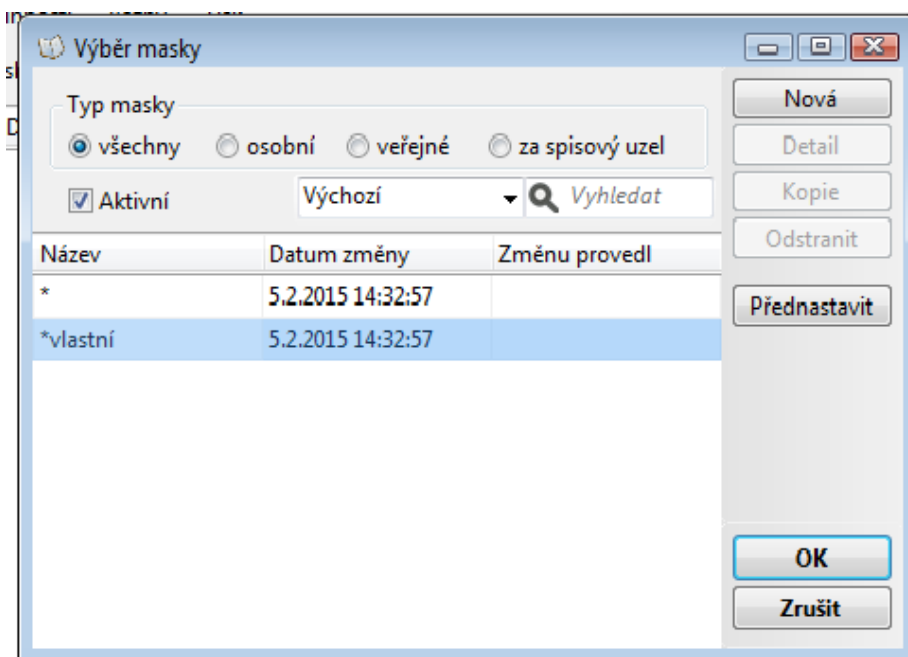 Výběr masky
Typ masky
všechny osobní veřejné za spisový uzel
Aktivní Výchozí Vyhledat
Název Datum změny Změnu provedl
* 5.2.2015 14:32:57
*vlastní 5.2.2015 14:32:57
Nová
Detail
Kopie
Odstranit
Přednastavit
OK
Zrušit